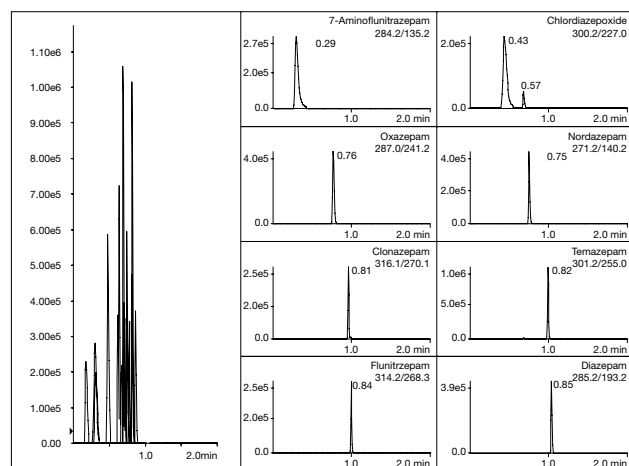 1.10e6
1.00e6
9.00e5
8.00e5
7.00e5
6.00e5
5.00e5
4.00e5
3.00e5
2.00e5
1.00e5
0.00
1.0 2.0min
7-Aminoflunitrazepam
284.2/135.2
2.7e5
0.29
2.0e5
0.0
1.0 2.0 min
Chlordiazepoxide
300.2/227.0
2.0e5
0.43
0.57
0.0
1.0 2.0 min
Oxazepam
287.0/241.2
4.0e5
0.76
0.0
1.0 2.0 min
Nordazepam
271.2/140.2
4.0e5
0.75
0.0
1.0 2.0 min
Clonazepam
316.1/270.1
2.5e5
0.81
0.0
1.0 2.0 min
Temazepam
301.2/255.0
1.0e6
0.82
5.0e5
0.0
1.0 2.0 min
Flunitrzepam
314.2/268.3
2.5e5
0.84
2.0e5
0.0
1.0 2.0 min
Diazepam
285.2/193.2
3.9e5
0.85
0.0
1.0 2.0 min